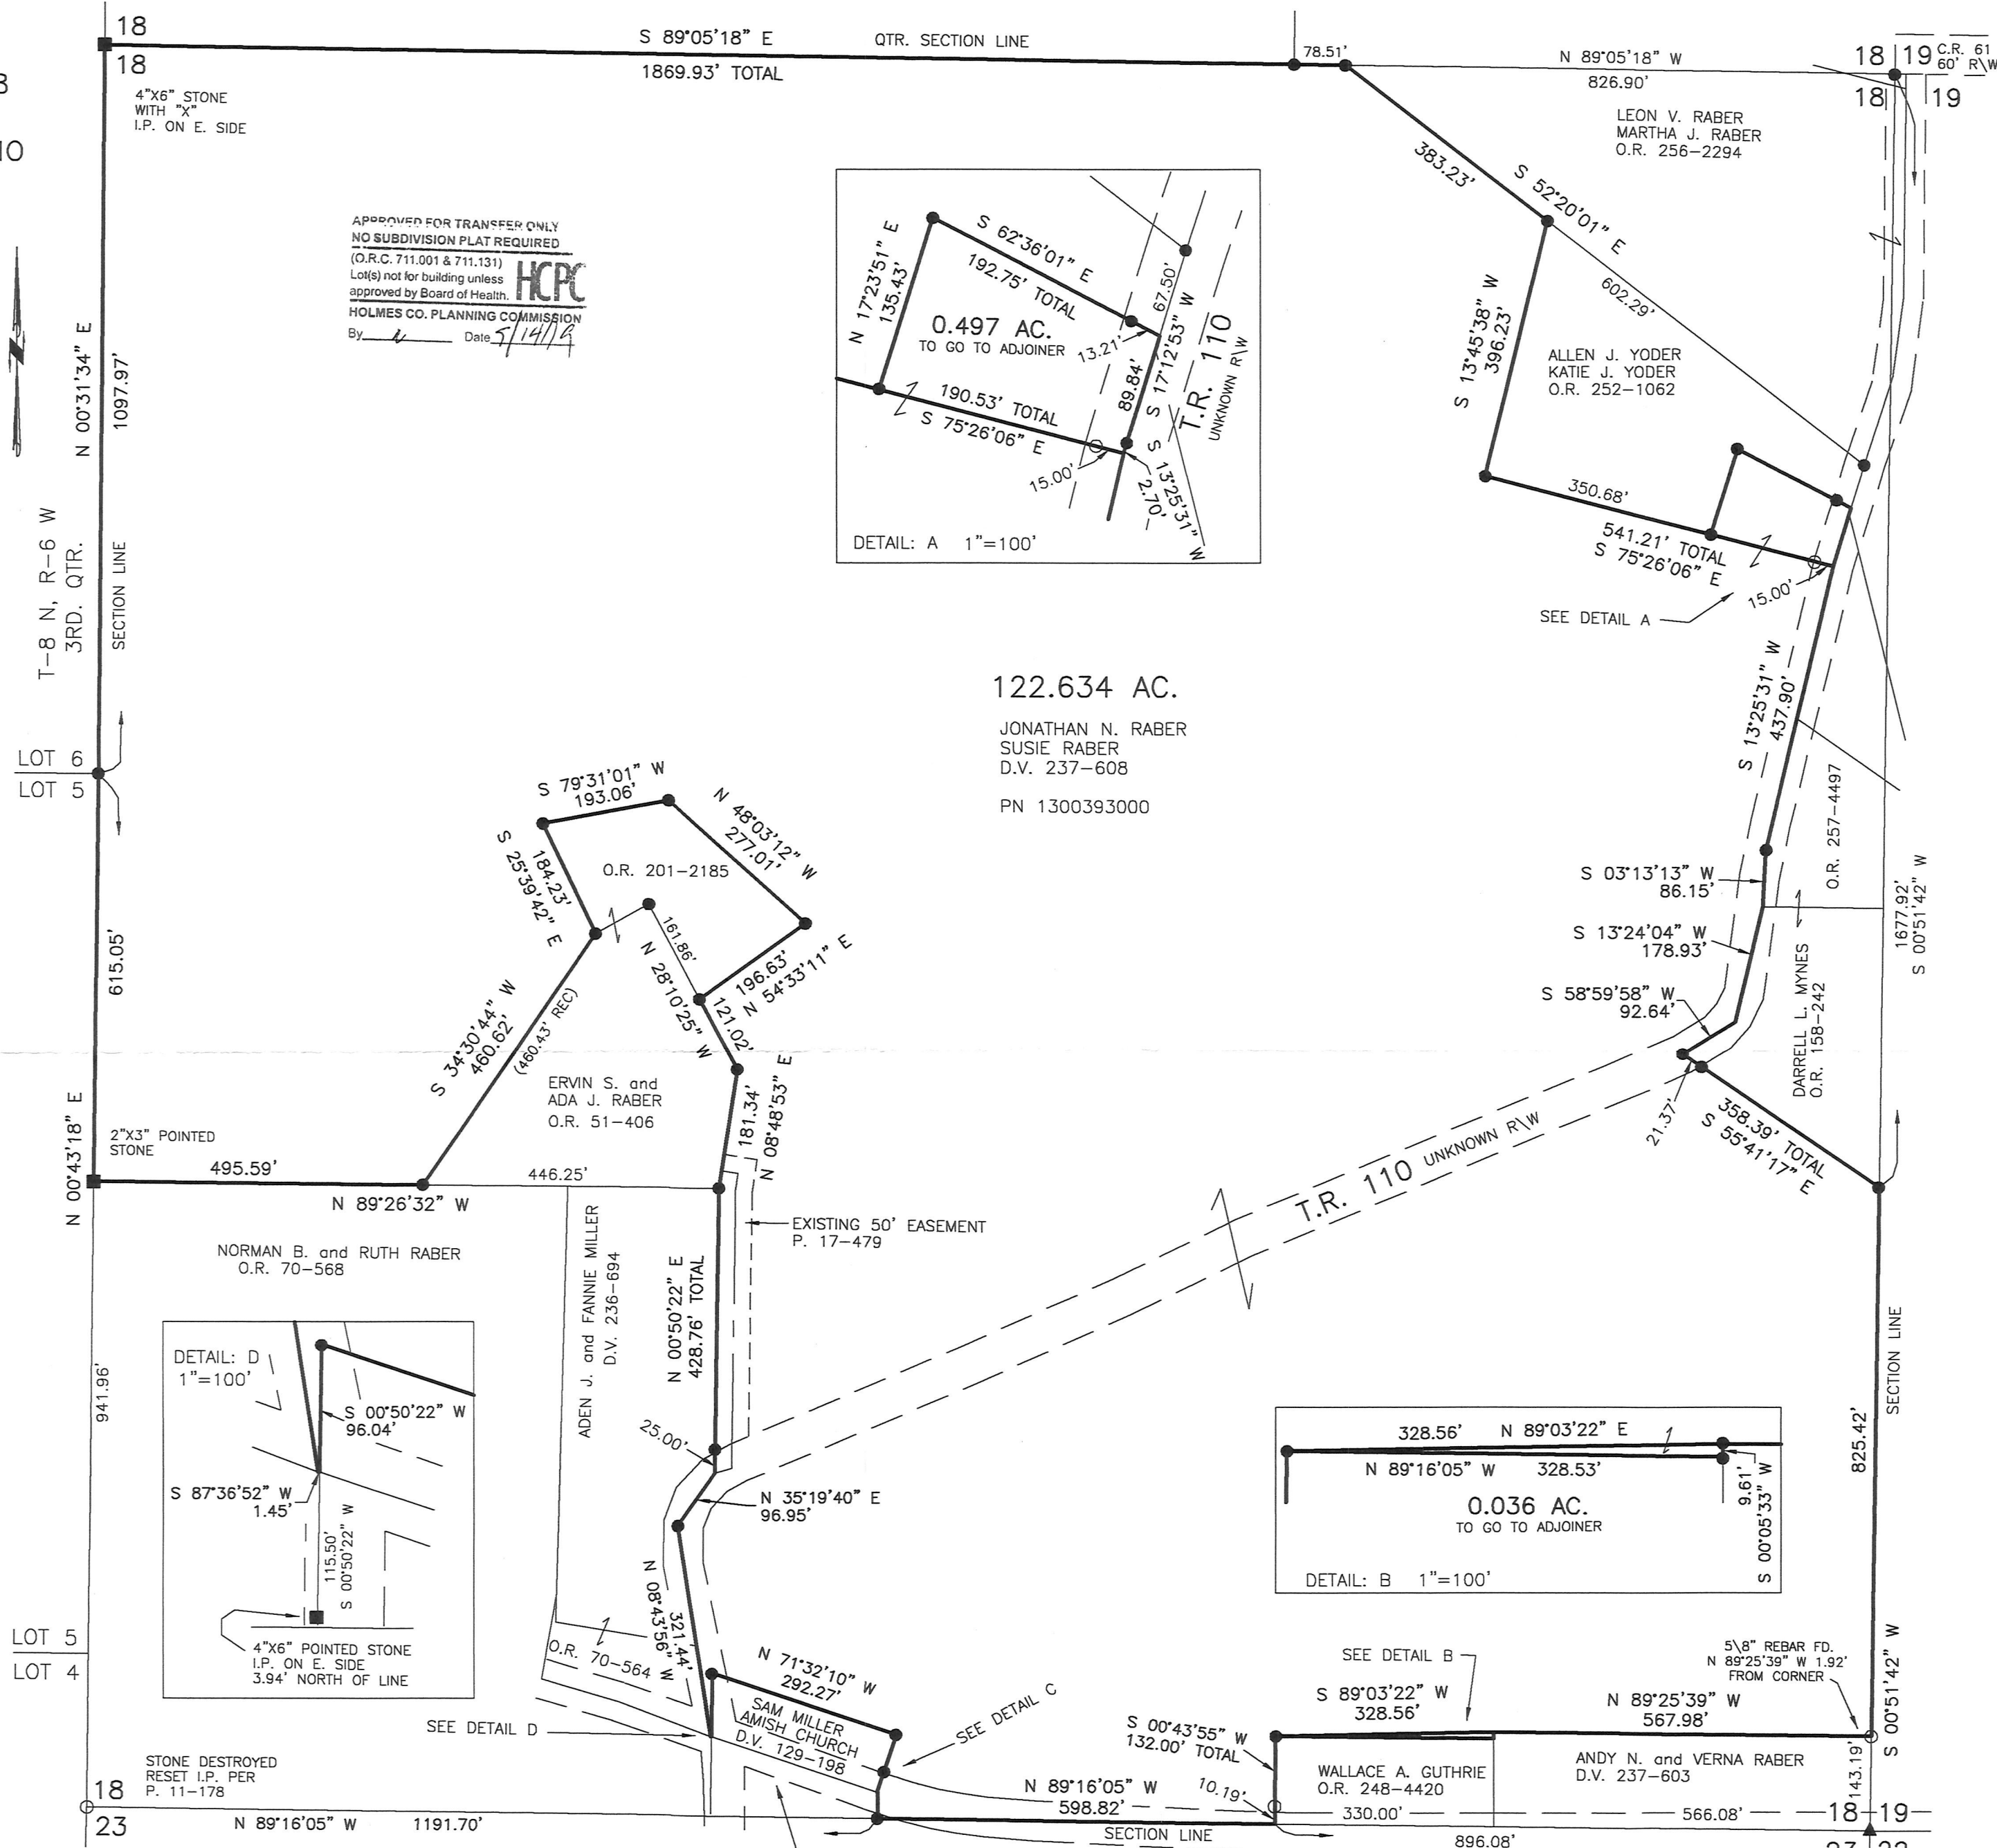 18
18
3
10
4"X6" STONE
WITH "X"
I.P. ON E. SIDE
S 89°05'18" E
1869.93' TOTAL
QTR. SECTION LINE
78.51'
N 89°05'18" W
826.90'
18 19
18 19
C.R. 61
60' R\W
LEON V. RABER
MARTHA J. RABER
O.R. 256-2294
APPROVED FOR TRANSFER ONLY
NO SUBDIVISION PLAT REQUIRED
(O.R.C. 711.001 & 711.131)
Lot(s) not for building unless
approved by Board of Health.
HCPC
HOLMES CO. PLANNING COMMISSION
By Date 5/14/19
N 17°23'51" E
135.43'
S 62°36'01" E
192.75' TOTAL
67.50'
0.497 AC.
TO GO TO ADJOINER
13.21'
89.84'
S 17°12'53" W
T.R. 110
UNKNOWN R\W
190.53' TOTAL
S 75°26'06" E
15.00'
S 13°25'31" W
2.70'
DETAIL: A 1"=100'
383.23'
S 52°20'01" E
602.29'
S 13°45'38" W
396.23'
ALLEN J. YODER
KATIE J. YODER
O.R. 252-1062
350.68'
541.21' TOTAL
S 75°26'06" E
15.00'
SEE DETAIL A
N 00°31'34" E
1097.97'
T-8 N, R-6 W
3RD. QTR.
SECTION LINE
LOT 6
LOT 5
122.634 AC.
JONATHAN N. RABER
SUSIE RABER
D.V. 237-608
PN 1300393000
S 13°25'31" W
437.90'
O.R. 257-4497
S 03°13'13" W
86.15'
S 13°24'04" W
178.93'
S 58°59'58" W
92.64'
DARRELL L. MYNES
O.R. 158-242
1677.92'
S 00°51'42" W
21.37'
358.39' TOTAL
S 55°41'17" E
S 79°31'01" W
193.06'
N 48°03'12" W
277.01'
184.23'
S 25°39'42" E
O.R. 201-2185
161.86'
N 28°10'25" W
196.63'
N 54°33'11" E
121.02'
615.05'
S 34°30'44" W
460.62'
(460.43' REC)
ERVIN S. and
ADA J. RABER
O.R. 51-406
181.34'
N 08°48'53" E
N 00°43'18" E
2"X3" POINTED
STONE
495.59'
446.25'
N 89°26'32" W
EXISTING 50' EASEMENT
P. 17-479
T.R. 110 UNKNOWN R\W
NORMAN B. and RUTH RABER
O.R. 70-568
ADEN J. and FANNIE MILLER
D.V. 236-694
N 00°50'22" E
428.76' TOTAL
941.96'
DETAIL: D
1"=100'
S 00°50'22" W
96.04'
S 87°36'52" W
1.45'
115.50'
S 00°50'22" W
4"X6" POINTED STONE
I.P. ON E. SIDE
3.94' NORTH OF LINE
25.00'
N 35°19'40" E
96.95'
N 08°43'56" W
321.44'
SECTION LINE
825.42'
328.56' N 89°03'22" E
N 89°16'05" W 328.53'
9.61'
S 00°05'33" W
0.036 AC.
TO GO TO ADJOINER
DETAIL: B 1"=100'
LOT 5
LOT 4
O.R. 70-564
N 71°32'10" W
292.27'
SAM MILLER
AMISH CHURCH
D.V. 129-198
SEE DETAIL D
SEE DETAIL C
SEE DETAIL B
5\8" REBAR FD.
N 89°25'39" W 1.92'
FROM CORNER
S 89°03'22" W
328.56'
N 89°25'39" W
567.98'
S 00°51'42" W
S 00°43'55" W
132.00' TOTAL
10.19'
WALLACE A. GUTHRIE
O.R. 248-4420
ANDY N. and VERNA RABER
D.V. 237-603
143.19'
STONE DESTROYED
RESET I.P. PER
P. 11-178
18
23
N 89°16'05" W 1191.70'
N 89°16'05" W
598.82'
330.00'
566.08'
18 19
SECTION LINE
896.08'